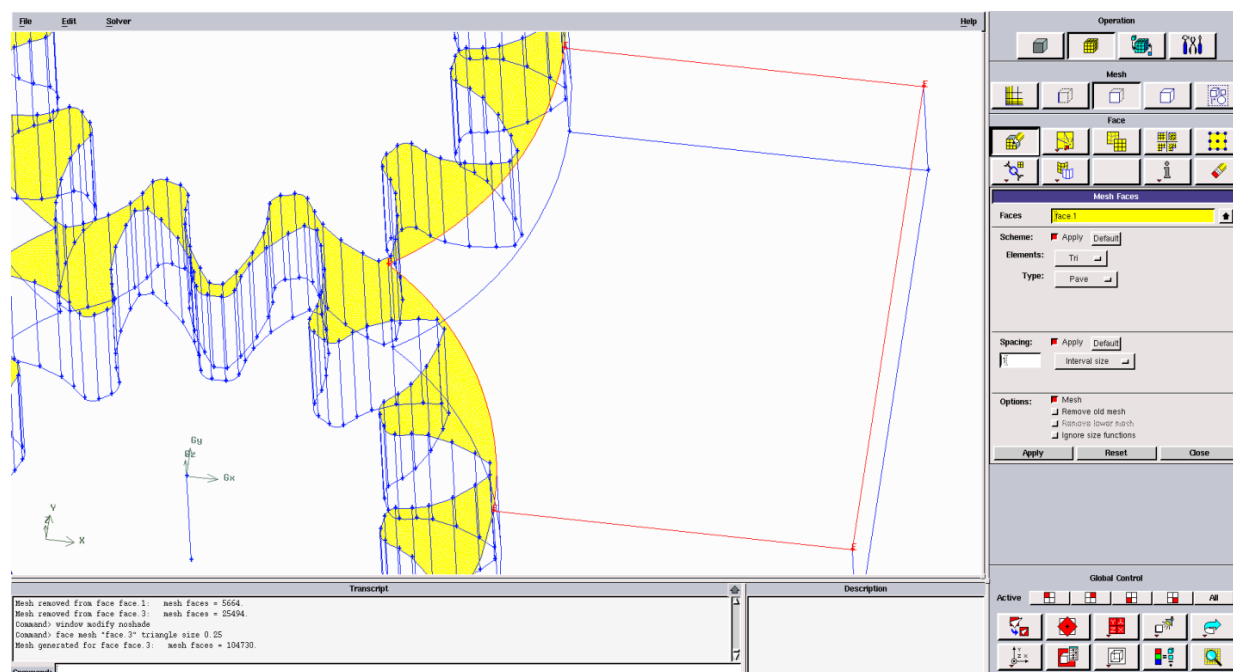 File Edit Solver Help
Operation
Mesh
Face
Mesh Faces
Faces face.1
Scheme: Apply Default
Elements: Tri
Type: Pave
Spacing: Apply Default
Interval size
Options: Mesh
Remove old mesh
Remove lower mesh
Ignore size functions
Apply Reset Close
E
E
E
Gy
Gz
Gx
Y
Z
X
Transcript Description
Mesh removed from face face.1: mesh faces = 5664.
Mesh removed from face face.3: mesh faces = 25494.
Command> window modify noshade
Command> face mesh "face.3" triangle size 0.25
Mesh generated for face face.3: mesh faces = 104730.
Command:
Global Control
Active All